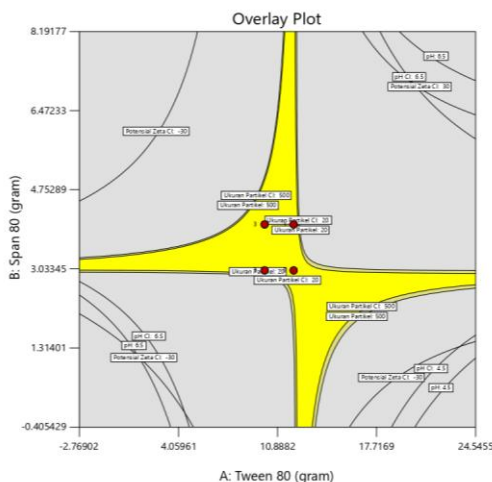 Overlay Plot
8.19177
pH: 6.5
pH CI: 6.5
Potensial Zeta CI: 30
6.47233
Potensial Zeta CI: -30
4.75289
Ukuran Partikel CI: 500
Ukuran Partikel: 500
Ukuran Partikel CI: 20
Ukuran Partikel: 20
B: Span 80 (gram)
3.03345
Ukuran Partikel: 20
Ukuran Partikel CI: 20
Ukuran Partikel CI: 500
Ukuran Partikel: 500
1.31401
pH CI: 6.5
pH: 6.5
Potensial Zeta CI: -30
pH CI: 4.5
Potensial Zeta CI: -30
pH: 4.5
-0.405429
-2.76902
4.05961
10.8882
17.7169
24.5455
A: Tween 80 (gram)